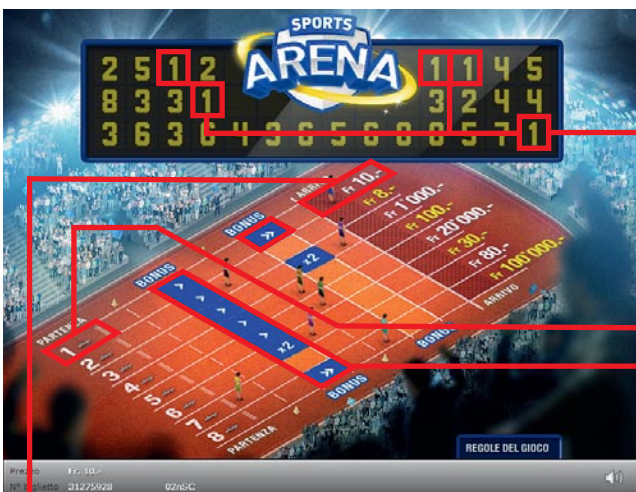 SPORTS
ARENA
2 5 1 2 1 1 4 5
8 3 3 1 3 2 4 4
3 6 3 6 4 3 6 5 6 8 8 5 7 1
ARRIVO
Fr 10.-
Fr 8.-
Fr 1'000.-
Fr 100.-
Fr 20'000.-
Fr 30.-
Fr 80.-
Fr 100'000.-
ARRIVO
BONUS
»
x2
BONUS
BONUS
> > > > > x2 »
BONUS
PARTENZA
1
2
3
4
5
6
7
8
PARTENZA
REGOLE DEL GIOCO
Prezzo Fr. 10.-
N° biglietto 31275928 02nSC